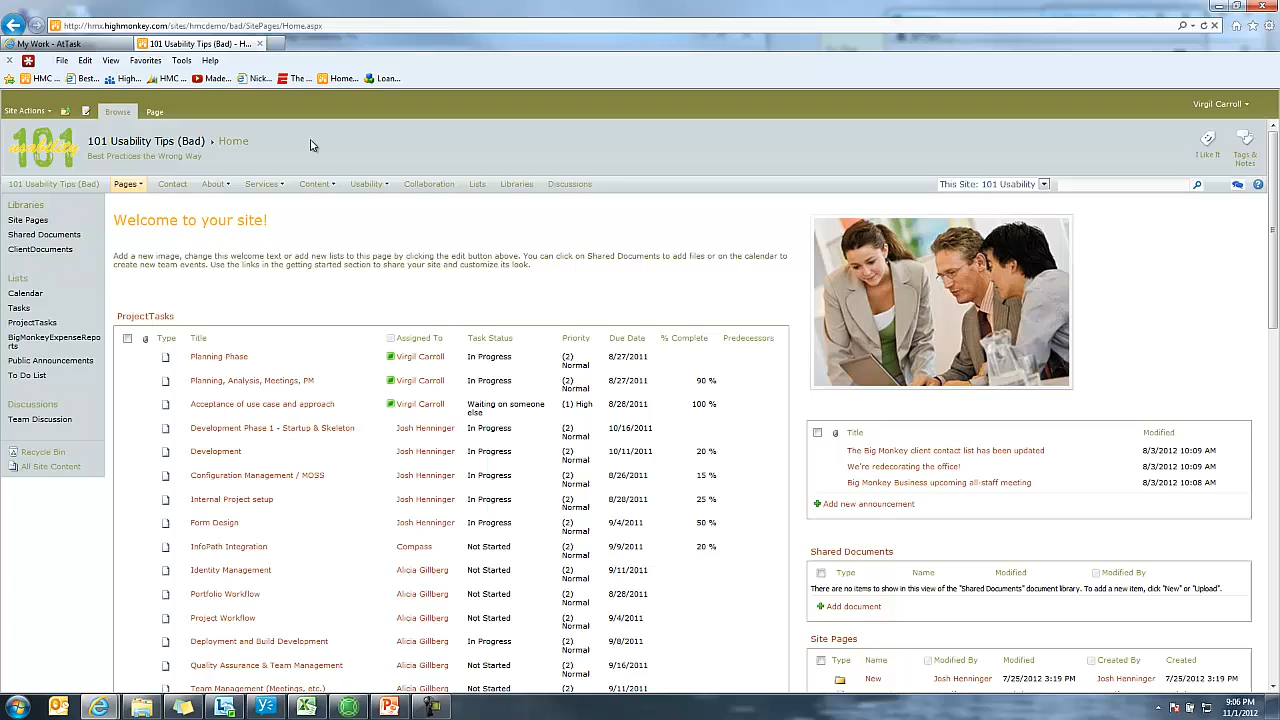 http://hmx.highmonkey.com/sites/hmcdemo/bad/SitePages/Home.aspx
My Work - AtTask
101 Usability Tips (Bad) - H...
File Edit View Favorites Tools Help
HMC ... Best... High... HMC ... Made... Nick... The ... Home... Loan...
Site Actions Browse Page Virgil Carroll
101 usability
101 Usability Tips (Bad) Home
Best Practices the Wrong Way
I Like It
Tags & Notes
101 Usability Tips (Bad) Pages Contact About Services Content Usability Collaboration Lists Libraries Discussions This Site: 101 Usability
Libraries
Site Pages
Shared Documents
ClientDocuments
Lists
Calendar
Tasks
ProjectTasks
BigMonkeyExpenseRepo
rts
Public Announcements
To Do List
Discussions
Team Discussion
Recycle Bin
All Site Content
Welcome to your site!
Add a new image, change this welcome text or add new lists to this page by clicking the edit button above. You can click on Shared Documents to add files or on the calendar to
create new team events. Use the links in the getting started section to share your site and customize its look.
ProjectTasks
Type Title Assigned To Task Status Priority Due Date % Complete Predecessors
Planning Phase Virgil Carroll In Progress (2) Normal 8/27/2011
Planning, Analysis, Meetings, PM Virgil Carroll In Progress (2) Normal 8/27/2011 90 %
Acceptance of use case and approach Virgil Carroll Waiting on someone else (1) High 8/28/2011 100 %
Development Phase 1 - Startup & Skeleton Josh Henninger In Progress (2) Normal 10/16/2011
Development Josh Henninger In Progress (2) Normal 10/11/2011 20 %
Configuration Management / MOSS Josh Henninger In Progress (2) Normal 8/26/2011 15 %
Internal Project setup Josh Henninger In Progress (2) Normal 8/28/2011 25 %
Form Design Josh Henninger In Progress (2) Normal 9/4/2011 50 %
InfoPath Integration Compass Not Started (2) Normal 9/9/2011 20 %
Identity Management Alicia Gillberg Not Started (2) Normal 9/11/2011
Portfolio Workflow Alicia Gillberg Not Started (2) Normal 8/28/2011
Project Workflow Alicia Gillberg Not Started (2) Normal 9/4/2011
Deployment and Build Development Alicia Gillberg In Progress (2) Normal 9/8/2011
Quality Assurance & Team Management Alicia Gillberg Not Started (2) Normal 9/16/2011
Team Management (Meetings, etc.) Alicia Gillberg Not Started (2) 9/11/2011
Title Modified
The Big Monkey client contact list has been updated 8/3/2012 10:09 AM
We're redecorating the office! 8/3/2012 10:09 AM
Big Monkey Business upcoming all-staff meeting 8/3/2012 10:08 AM
Add new announcement
Shared Documents
Type Name Modified Modified By
There are no items to show in this view of the "Shared Documents" document library. To add a new item, click "New" or "Upload".
Add document
Site Pages
Type Name Modified By Modified Created By Created
New Josh Henninger 7/25/2012 3:19 PM Josh Henninger 7/25/2012 3:19 PM
9:06 PM
11/1/2012